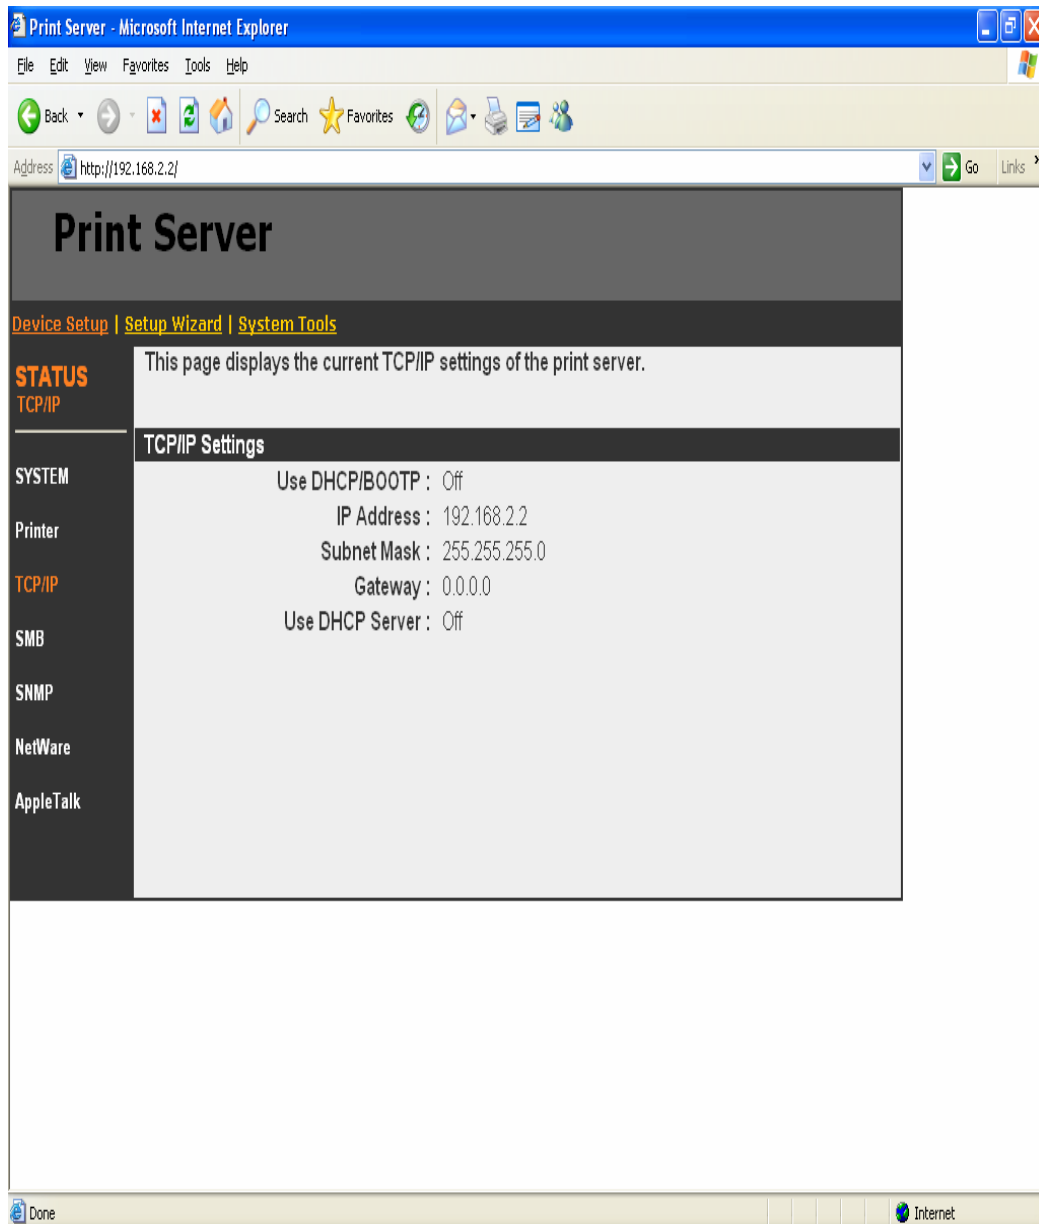 Print Server - Microsoft Internet Explorer
File Edit View Favorites Tools Help
Back Search Favorites
Address http://192.168.2.2/ Go Links
Print Server
Device Setup | Setup Wizard | System Tools
STATUS
TCP/IP
This page displays the current TCP/IP settings of the print server.
SYSTEM
Printer
TCP/IP
SMB
SNMP
NetWare
AppleTalk
TCP/IP Settings
Use DHCP/BOOTP : Off
IP Address : 192.168.2.2
Subnet Mask : 255.255.255.0
Gateway : 0.0.0.0
Use DHCP Server : Off
Done Internet